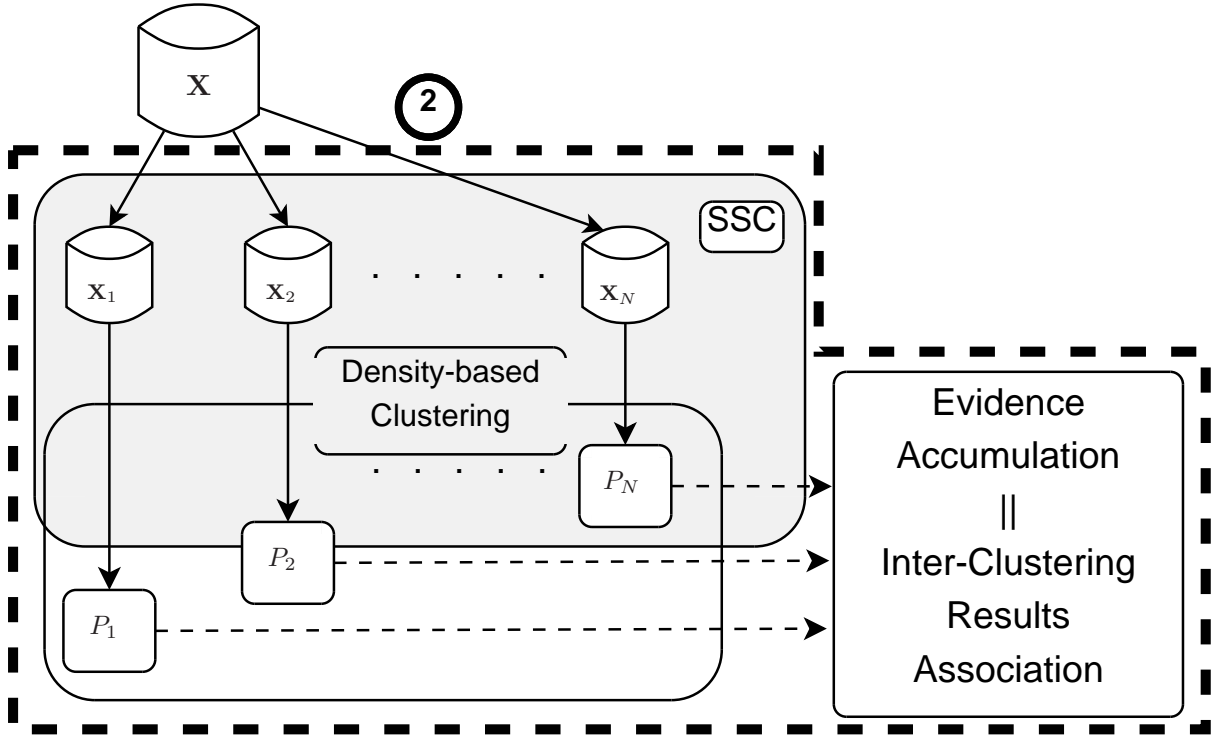 X
2
SSC
x₁
x₂
. . . . .
x_N
Density-based
Clustering
. . . . .
P_N
P₂
P₁
Evidence
Accumulation
||
Inter-Clustering
Results
Association